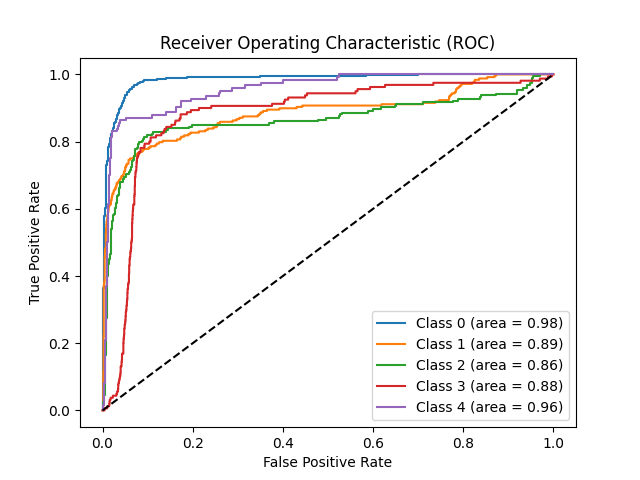 Receiver Operating Characteristic (ROC)
True Positive Rate
1.0
0.8
0.6
0.4
0.2
0.0
Class 0 (area = 0.98)
Class 1 (area = 0.89)
Class 2 (area = 0.86)
Class 3 (area = 0.88)
Class 4 (area = 0.96)
0.0 0.2 0.4 0.6 0.8 1.0
False Positive Rate